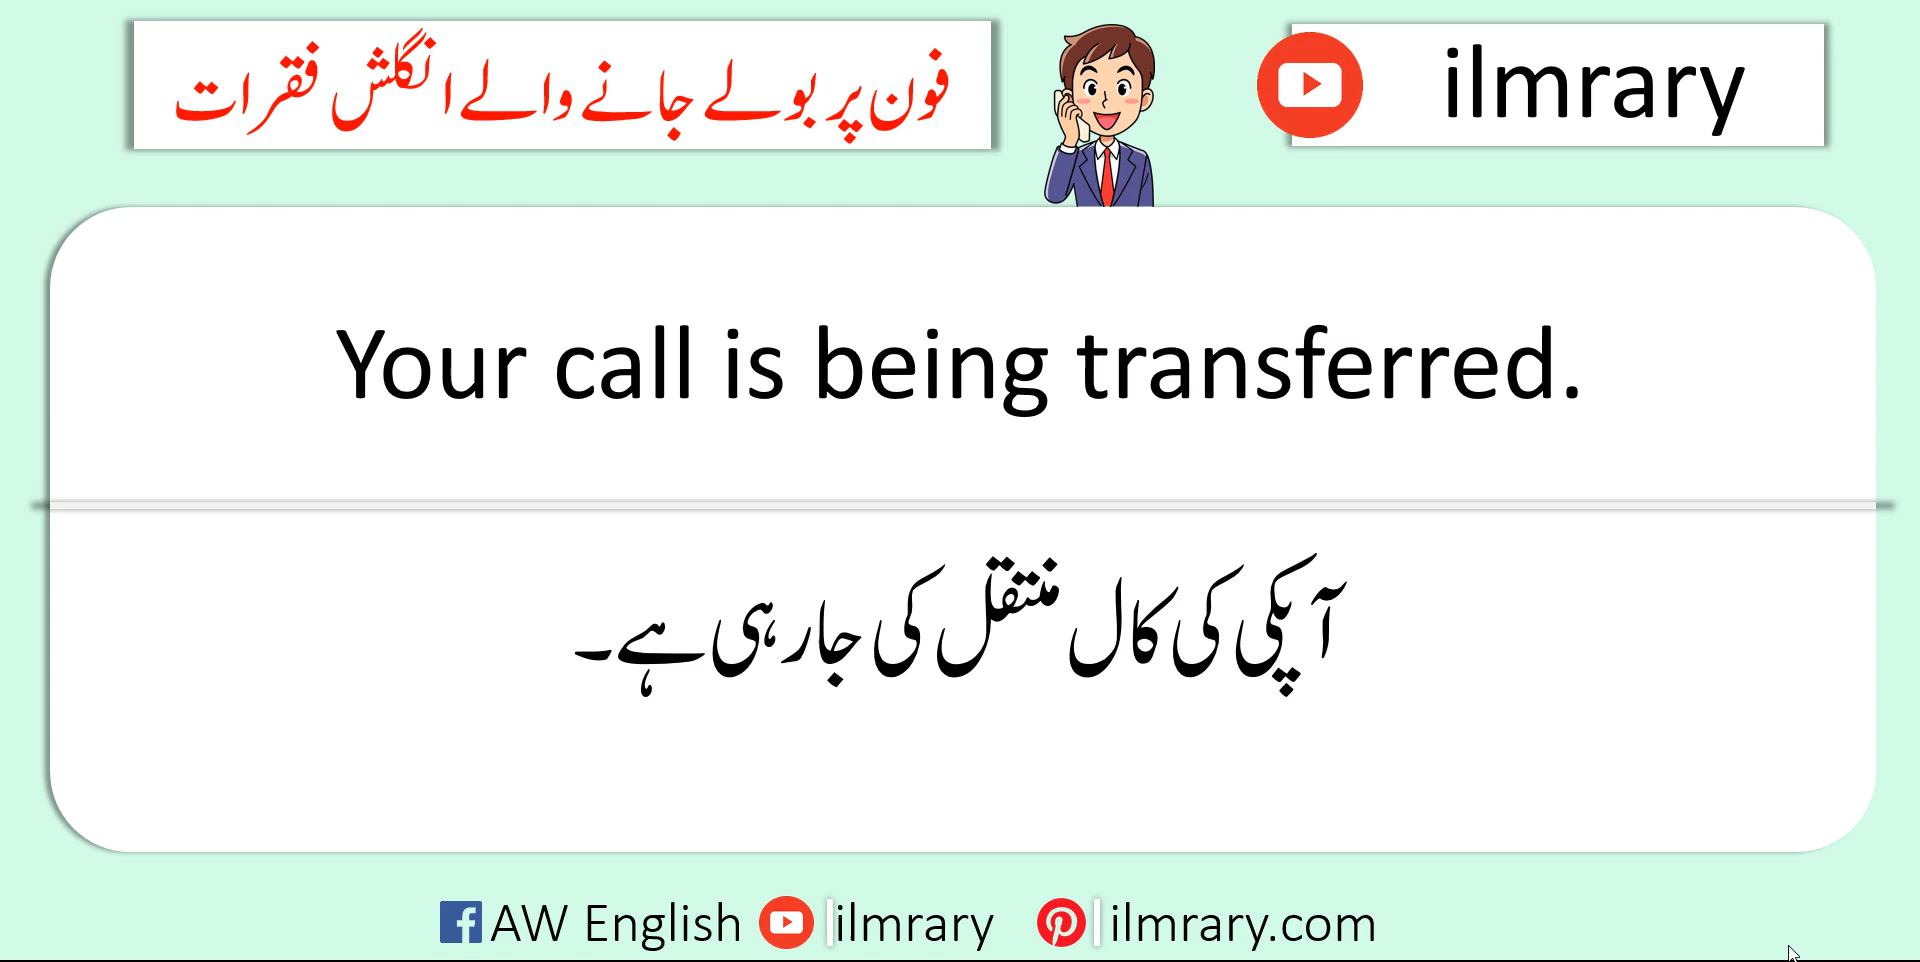 فون پر بولے جانے والے انگلش فقرات
ilmrary
Your call is being transferred.
آپکی کی کال منتقل کی جارہی ہے۔
AW English ilmrary ilmrary.com